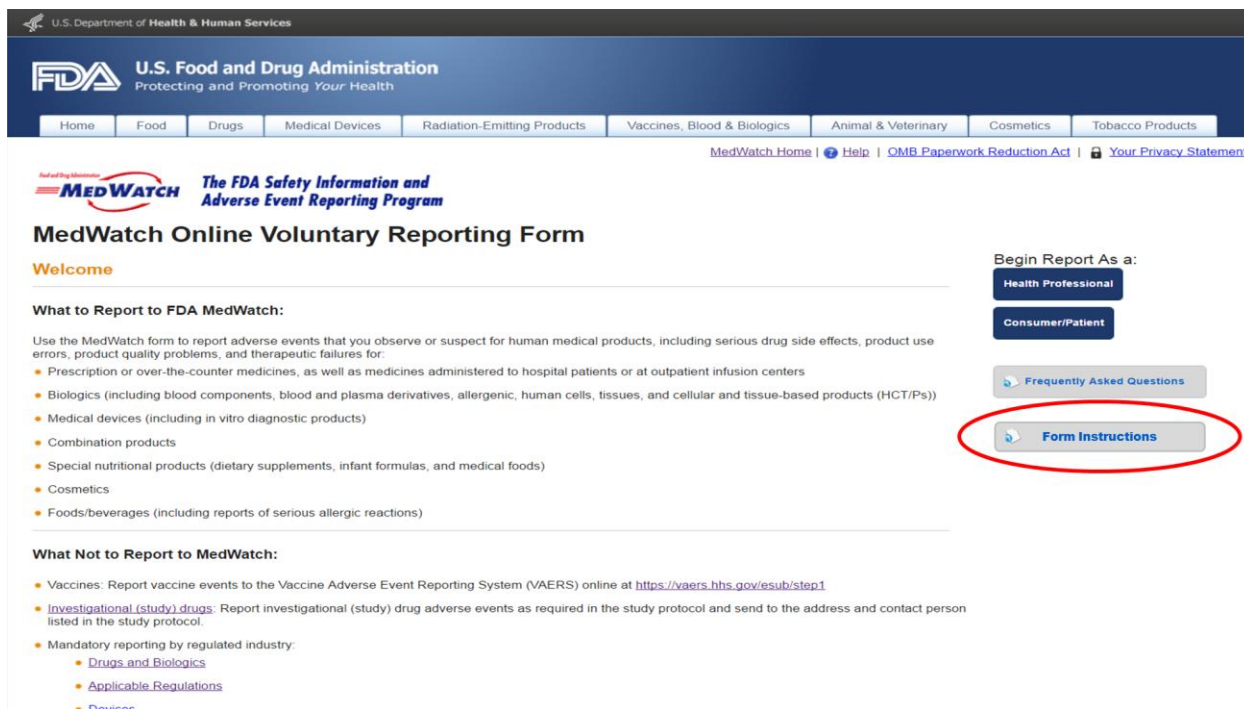 U.S. Department of Health & Human Services
FDA
U.S. Food and Drug Administration
Protecting and Promoting Your Health
Home Food Drugs Medical Devices Radiation-Emitting Products Vaccines, Blood & Biologics Animal & Veterinary Cosmetics Tobacco Products
MedWatch Home | Help | OMB Paperwork Reduction Act | Your Privacy Statement
Food and Drug Administration
MEDWATCH
The FDA Safety Information and
Adverse Event Reporting Program
MedWatch Online Voluntary Reporting Form
Welcome
Begin Report As a:
Health Professional
Consumer/Patient
Frequently Asked Questions
Form Instructions
What to Report to FDA MedWatch:
Use the MedWatch form to report adverse events that you observe or suspect for human medical products, including serious drug side effects, product use
errors, product quality problems, and therapeutic failures for:
• Prescription or over-the-counter medicines, as well as medicines administered to hospital patients or at outpatient infusion centers
• Biologics (including blood components, blood and plasma derivatives, allergenic, human cells, tissues, and cellular and tissue-based products (HCT/Ps))
• Medical devices (including in vitro diagnostic products)
• Combination products
• Special nutritional products (dietary supplements, infant formulas, and medical foods)
• Cosmetics
• Foods/beverages (including reports of serious allergic reactions)
What Not to Report to MedWatch:
• Vaccines: Report vaccine events to the Vaccine Adverse Event Reporting System (VAERS) online at https://vaers.hhs.gov/esub/step1
• Investigational (study) drugs: Report investigational (study) drug adverse events as required in the study protocol and send to the address and contact person
listed in the study protocol.
• Mandatory reporting by regulated industry:
• Drugs and Biologics
• Applicable Regulations
• Devices